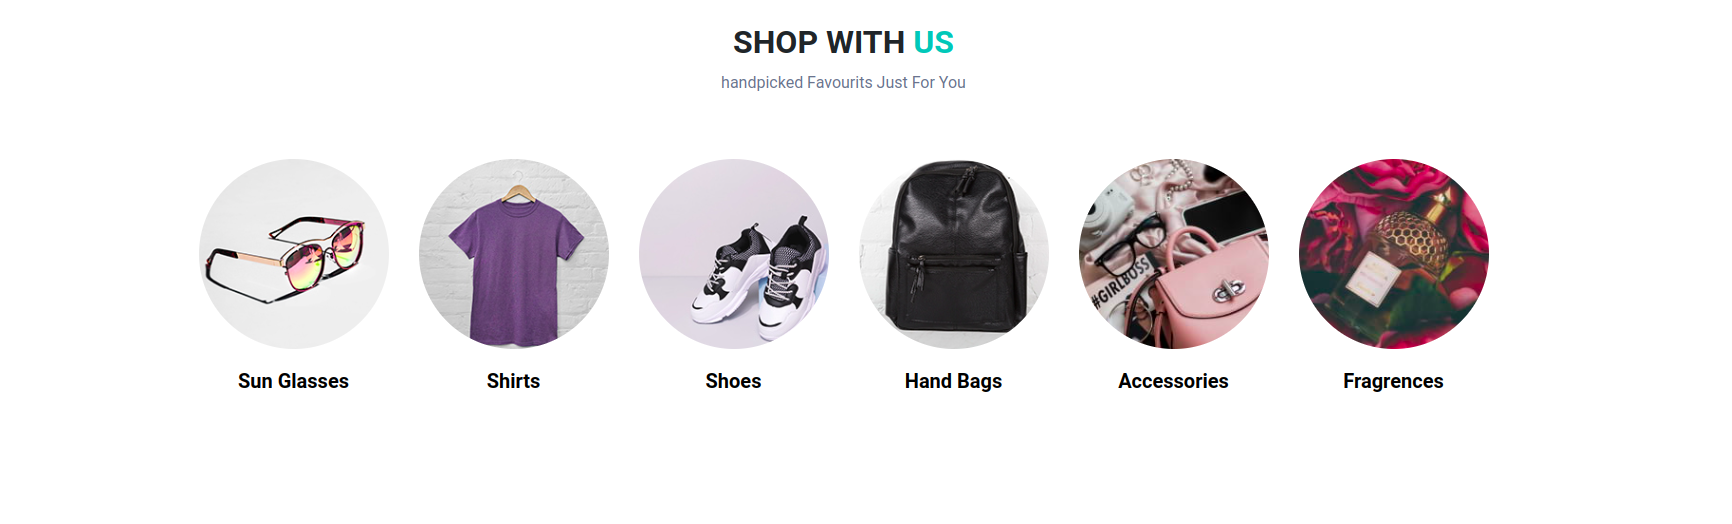 SHOP WITH US
handpicked Favourits Just For You
#GIRLBOSS
Sun Glasses
Shirts
Shoes
Hand Bags
Accessories
Fragrences